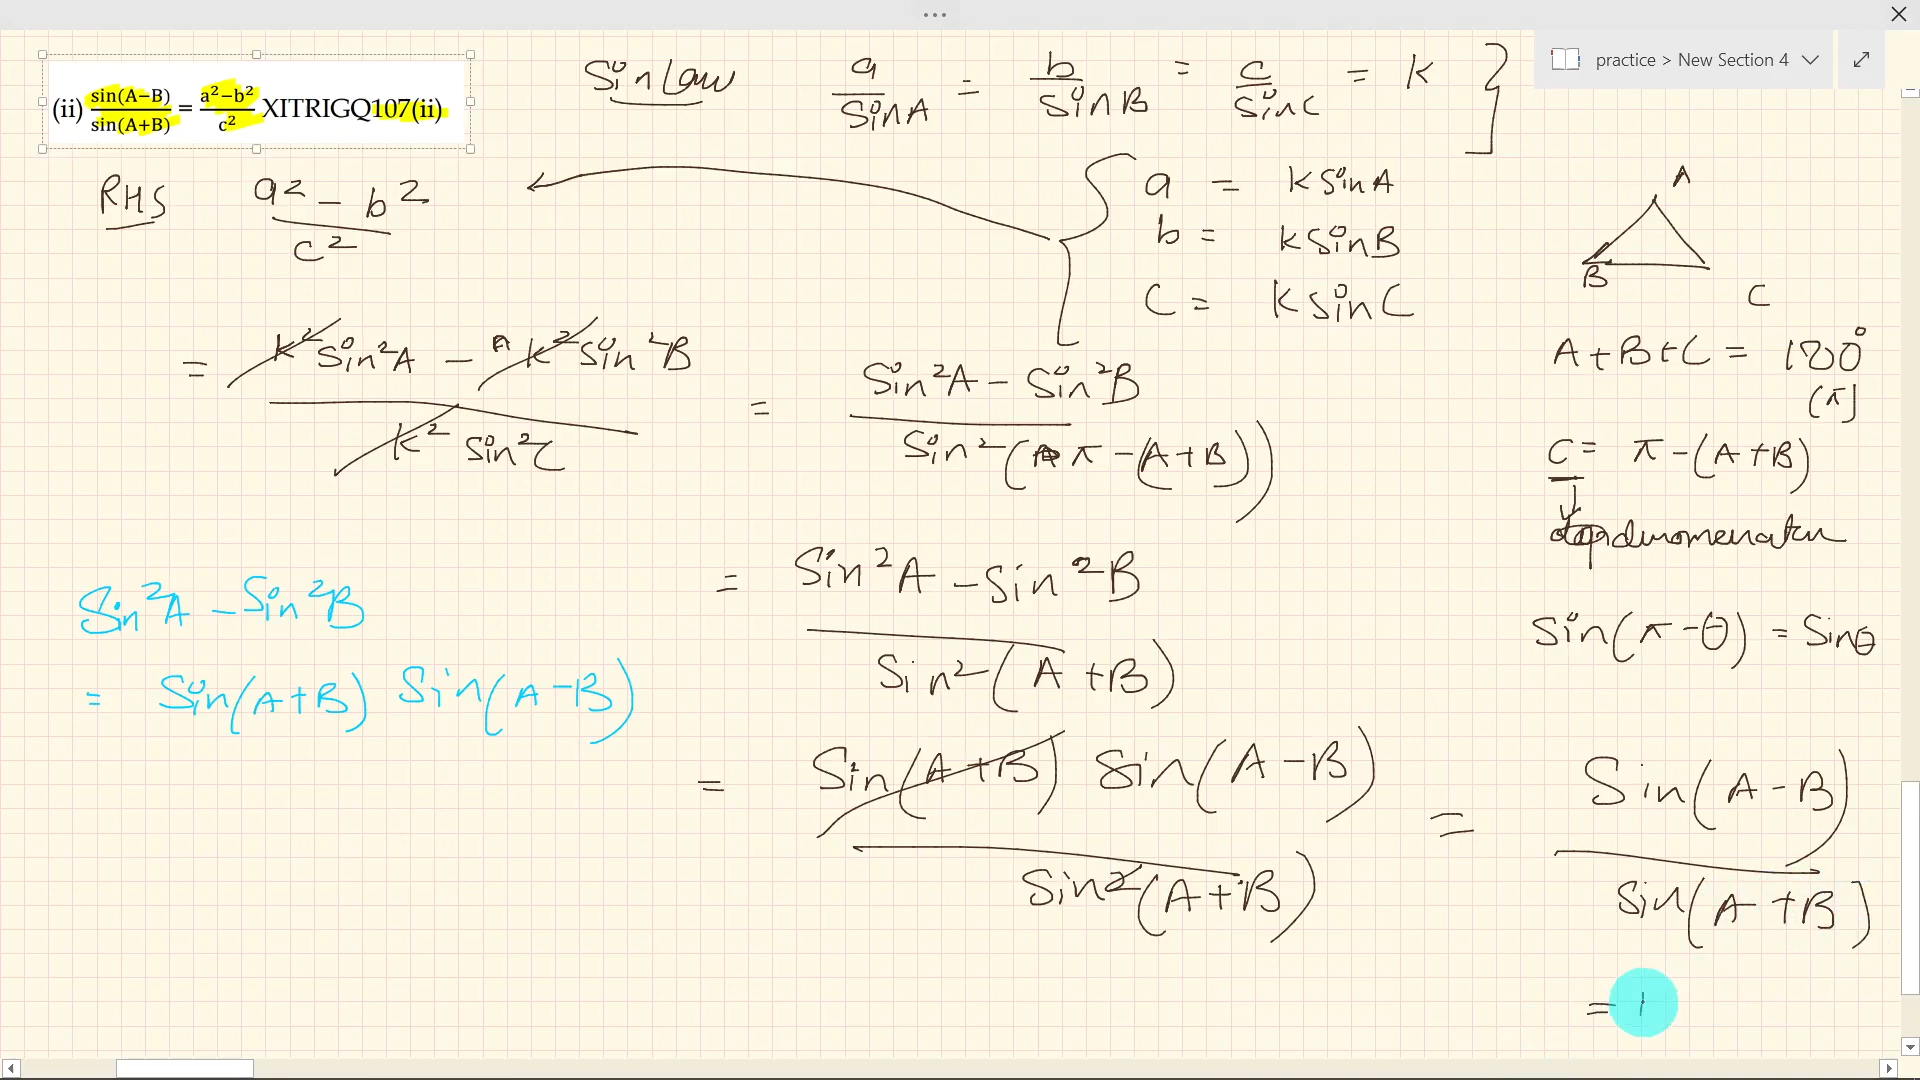 practice > New Section 4
(ii) sin(A−B)/sin(A+B) = a²−b²/c² XITRIGQ107(ii)
Sin Law a/SinA = b/SinB = c/SinC = K
RHS a² − b² / c²
a = K SinA
b = K SinB
C = K SinC
A
B
C
= K² Sin²A − K² Sin²B / K² Sin²C
= Sin²A − Sin²B / Sin²(π − (A+B))
A+B+C = 180°
(π)
C = π − (A+B)
= Sin²A − Sin²B / Sin²(A+B)
Sin(π − θ) = Sinθ
Sin²A − Sin²B
= Sin(A+B) Sin(A−B)
= Sin(A+B) Sin(A−B) / Sin²(A+B) = Sin(A−B) / Sin(A+B)
=